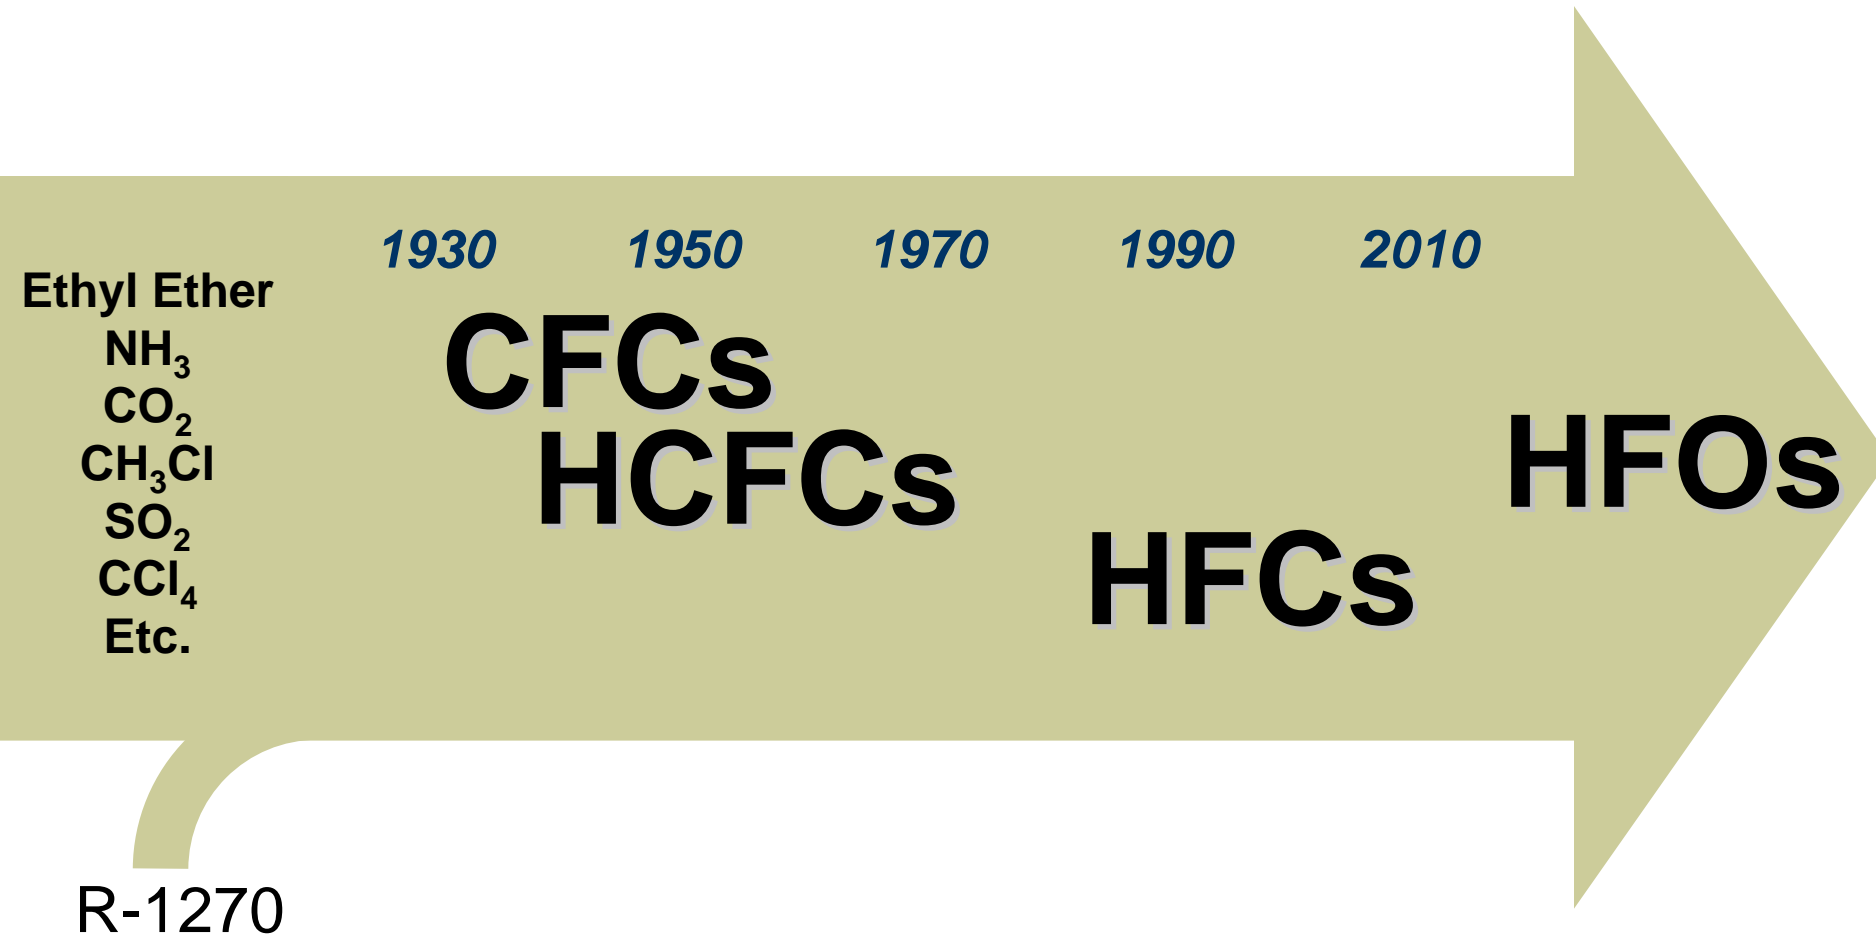 1930 1950 1970 1990 2010
Ethyl Ether
NH₃
CO₂
CH₃Cl
SO₂
CCl₄
Etc.
CFCs
HCFCs
HFCs
HFOs
R-1270